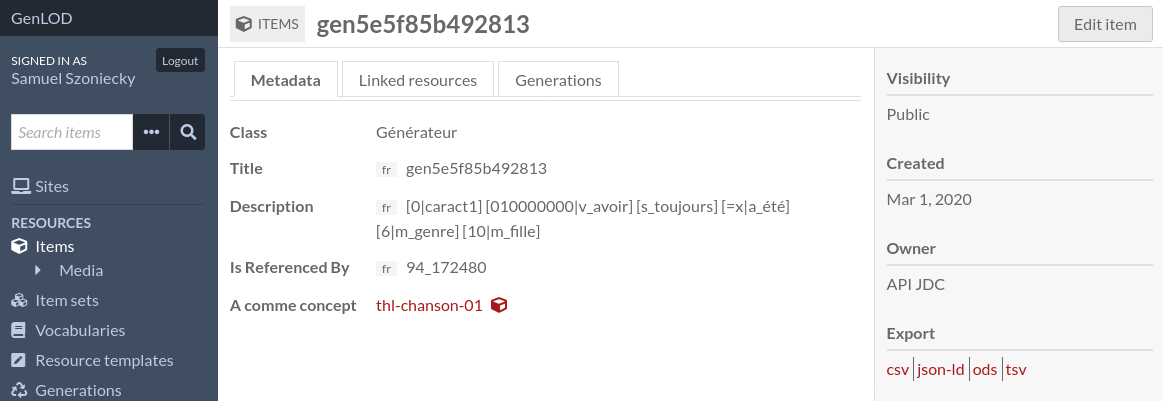 GenLOD
SIGNED IN AS
Logout
Samuel Szoniecky
Search items
Sites
RESOURCES
Items
Media
Item sets
Vocabularies
Resource templates
Generations
ITEMS gen5e5f85b492813
Edit item
Metadata Linked resources Generations
Class Générateur
Title fr gen5e5f85b492813
Description fr [0|caract1] [010000000|v_avoir] [s_toujours] [=x|a_été]
[6|m_genre] [10|m_fille]
Is Referenced By fr 94_172480
A comme concept thl-chanson-01
Visibility
Public
Created
Mar 1, 2020
Owner
API JDC
Export
csv json-ld ods tsv